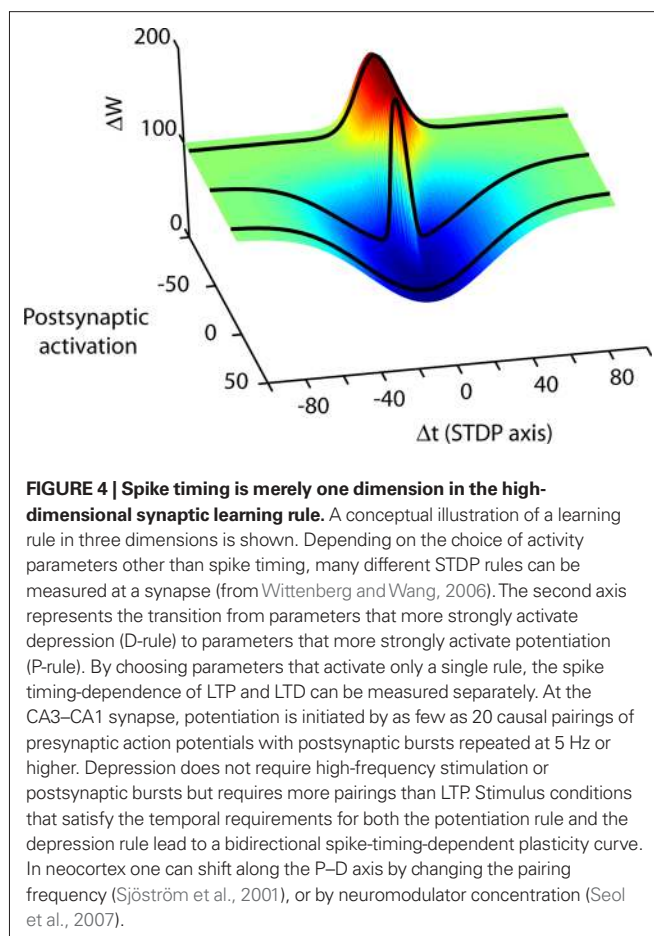 200
ΔW
100
0
-50
Postsynaptic
activation
0
50
-80
-40
0
40
80
Δt (STDP axis)
FIGURE 4 | Spike timing is merely one dimension in the high-
dimensional synaptic learning rule. A conceptual illustration of a learning
rule in three dimensions is shown. Depending on the choice of activity
parameters other than spike timing, many different STDP rules can be
measured at a synapse (from Wittenberg and Wang, 2006). The second axis
represents the transition from parameters that more strongly activate
depression (D-rule) to parameters that more strongly activate potentiation
(P-rule). By choosing parameters that activate only a single rule, the spike
timing-dependence of LTP and LTD can be measured separately. At the
CA3–CA1 synapse, potentiation is initiated by as few as 20 causal pairings of
presynaptic action potentials with postsynaptic bursts repeated at 5 Hz or
higher. Depression does not require high-frequency stimulation or
postsynaptic bursts but requires more pairings than LTP. Stimulus conditions
that satisfy the temporal requirements for both the potentiation rule and the
depression rule lead to a bidirectional spike-timing-dependent plasticity curve.
In neocortex one can shift along the P–D axis by changing the pairing
frequency (Sjöström et al., 2001), or by neuromodulator concentration (Seol
et al., 2007).